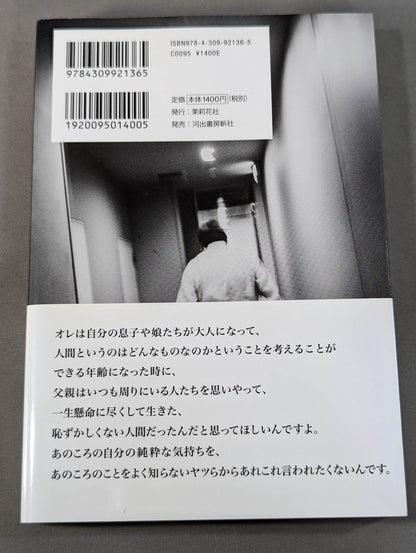 ISBN978-4-309-92136-5
C0095 ¥1400E
9784309921365
定価 本体1400円(税別)
発行:茉莉花社
発売:河出書房新社
1920095014005
オレは自分の息子や娘たちが大人になって、
人間というのはどんなものなのかということを考えることが
できる年齢になった時に、
父親はいつも周りにいる人たちを思いやって、
一生懸命に尽くして生きた、
恥ずかしくない人間だったんだと思ってほしいんですよ。
あのころの自分の純粋な気持ちを、
あのころのことをよく知らないヤツらからあれこれ言われたくないんです。